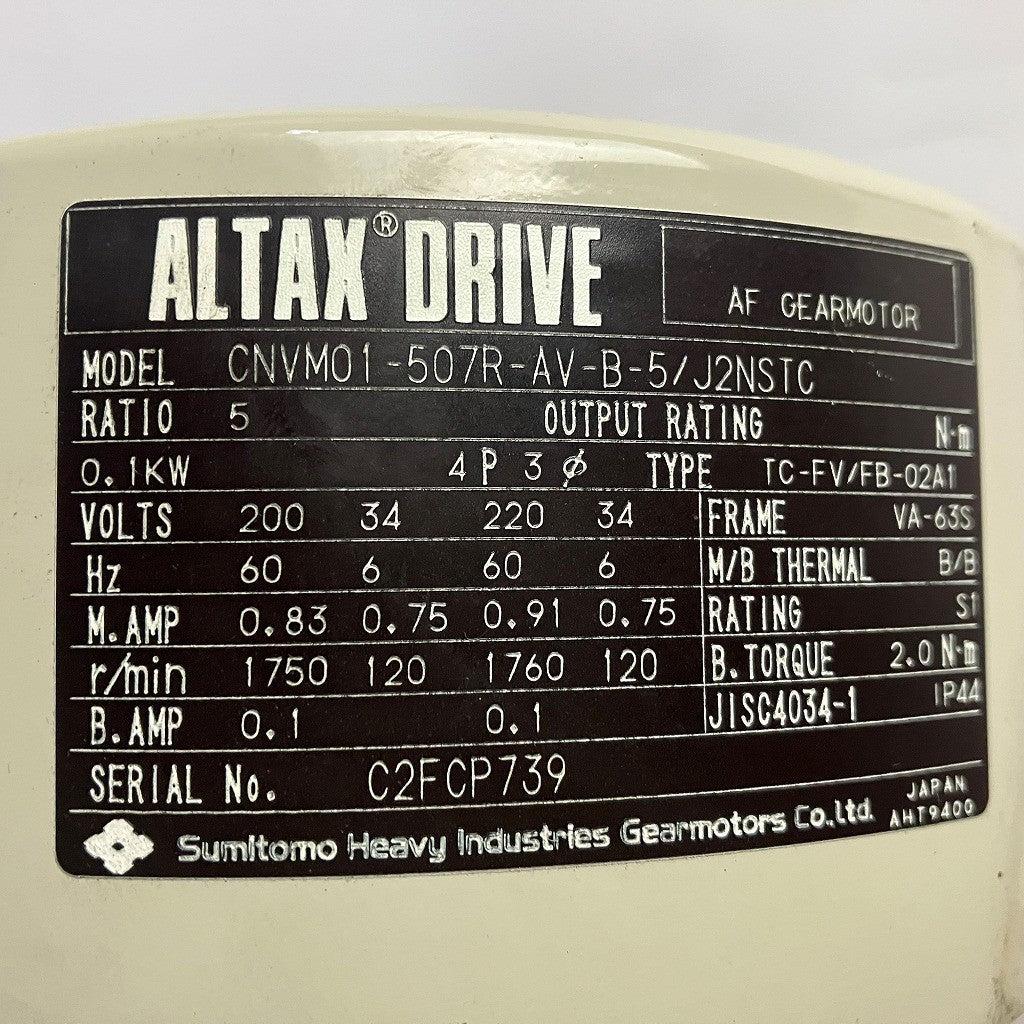 ALTAX® DRIVE
AF GEARMOTOR
MODEL CNVM01-507R-AV-B-5/J2NSTC
RATIO 5 OUTPUT RATING N·m
0.1KW 4P 3ϕ TYPE TC-FV/FB-02A1
VOLTS 200 34 220 34 FRAME VA-63S
Hz 60 6 60 6 M/B THERMAL B/B
M.AMP 0.83 0.75 0.91 0.75 RATING S1
r/min 1750 120 1760 120 B.TORQUE 2.0 N·m
B.AMP 0.1 0.1 JISC4034-1 IP44
SERIAL No. C2FCP739
JAPAN
Sumitomo Heavy Industries Gearmotors Co.,Ltd. AHT9400